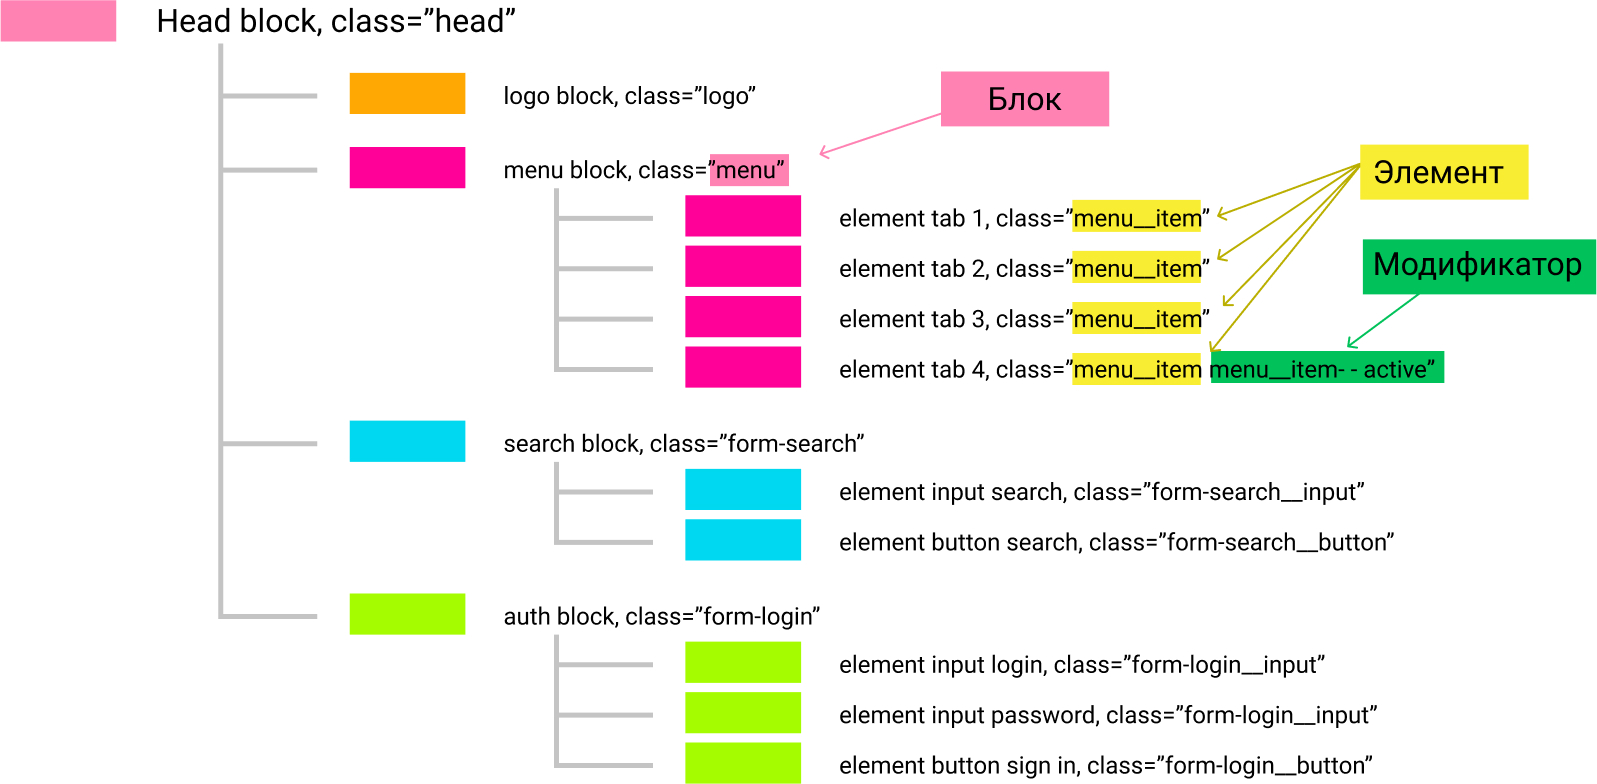 Head block, class=”head”
logo block, class=”logo”
Блок
menu block, class=”menu”
Элемент
element tab 1, class=”menu__item”
element tab 2, class=”menu__item”
Модификатор
element tab 3, class=”menu__item”
element tab 4, class=”menu__item menu__item- - active”
search block, class=”form-search”
element input search, class=”form-search__input”
element button search, class=”form-search__button”
auth block, class=”form-login”
element input login, class=”form-login__input”
element input password, class=”form-login__input”
element button sign in, class=”form-login__button”